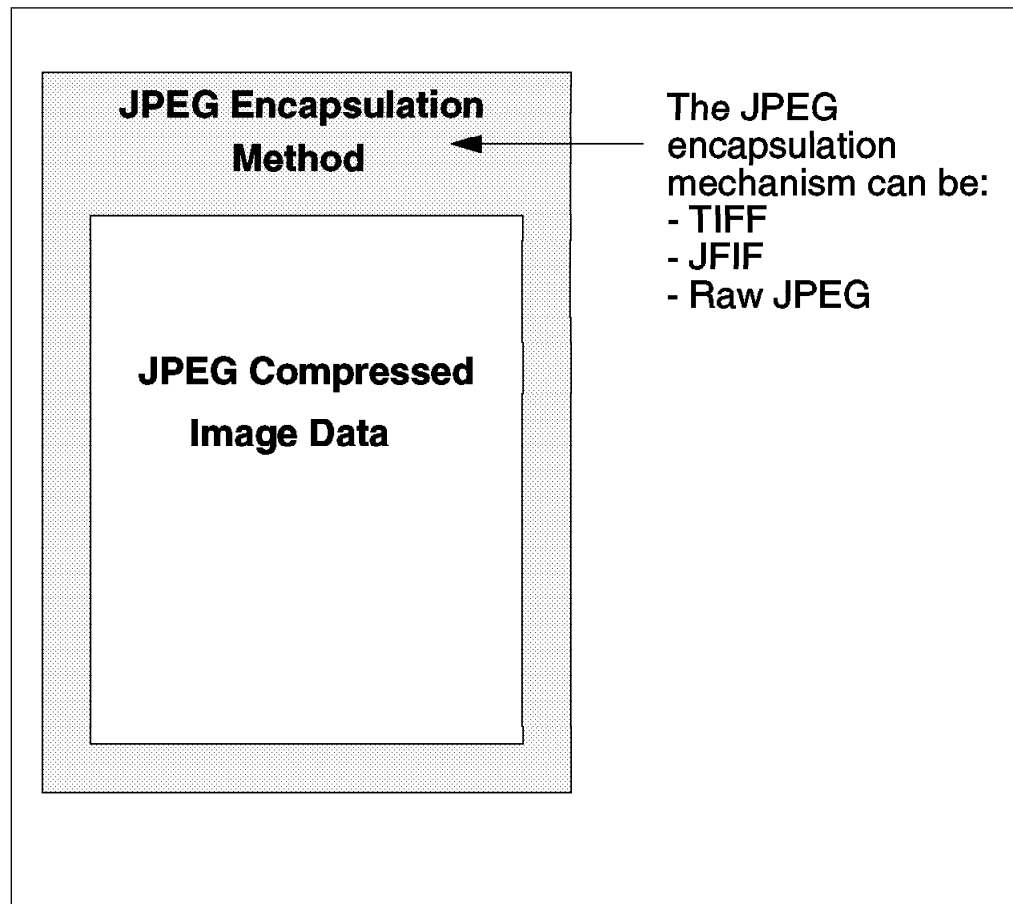 JPEG Encapsulation
Method
The JPEG
encapsulation
mechanism can be:
- TIFF
- JFIF
- Raw JPEG
JPEG Compressed
Image Data